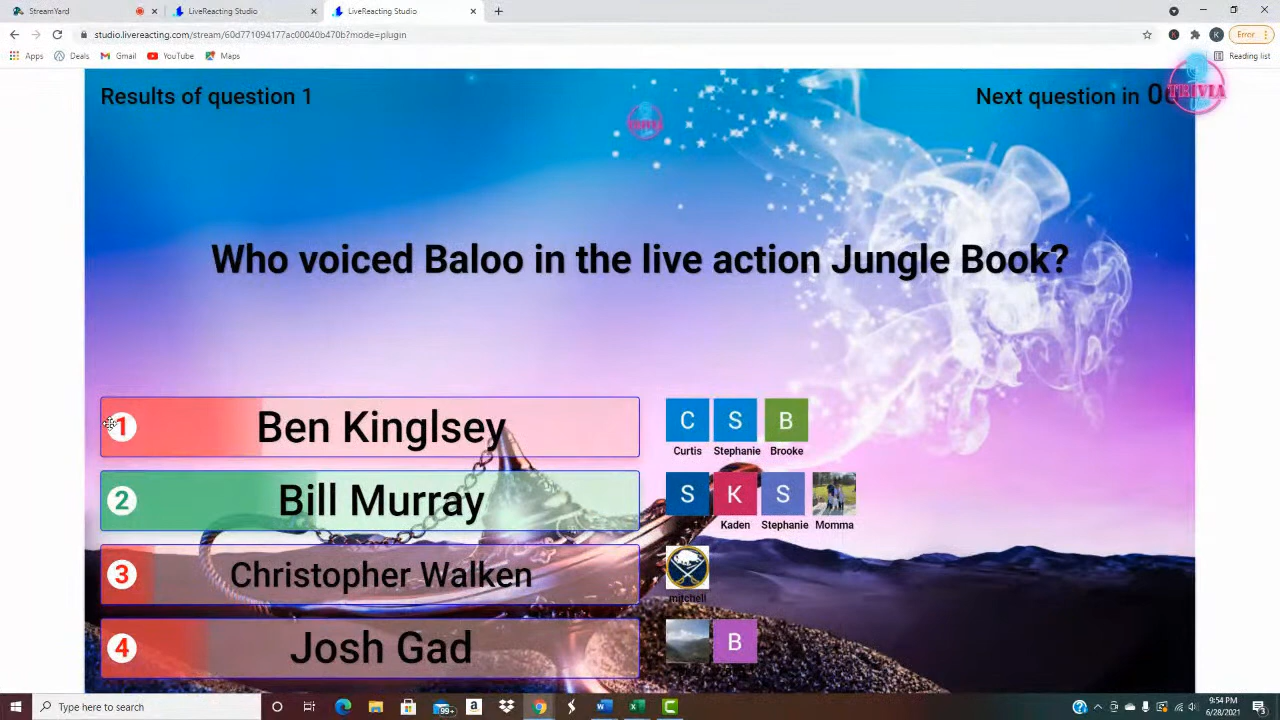 StreamYard
LiveReacting Studio
LiveReacting Studio
studio.livereacting.com/stream/60d771094177ac00040b470b?mode=plugin
K
Error
Apps
Deals
Gmail
YouTube
Maps
Reading list
Results of question 1
Next question in
TRIVIA
Who voiced Baloo in the live action Jungle Book?
1
Ben Kinglsey
C
S
B
Curtis
Stephanie
Brooke
2
Bill Murray
S
K
S
Kaden
Stephanie
Momma
3
Christopher Walken
mitchell
4
Josh Gad
B
Type here to search
99+
9:54 PM
6/28/2021